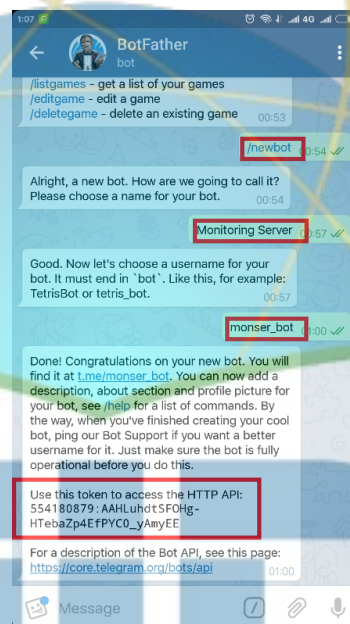 1:07 4G
BotFather
bot
/listgames - get a list of your games
/editgame - edit a game
/deletegame - delete an existing game 00:53
/newbot 00:54
Alright, a new bot. How are we going to call it?
Please choose a name for your bot. 00:54
Monitoring Server 00:57
Good. Now let's choose a username for your
bot. It must end in `bot`. Like this, for example:
TetrisBot or tetris_bot. 00:57
monser_bot 01:00
Done! Congratulations on your new bot. You will
find it at t.me/monser_bot. You can now add a
description, about section and profile picture for
your bot, see /help for a list of commands. By
the way, when you've finished creating your cool
bot, ping our Bot Support if you want a better
username for it. Just make sure the bot is fully
operational before you do this.
Use this token to access the HTTP API:
554180879:AAHLuhdtSFOHg-
HTebaZp4EfPYC0_yAmyEE
For a description of the Bot API, see this page:
https://core.telegram.org/bots/api 01:00
Message